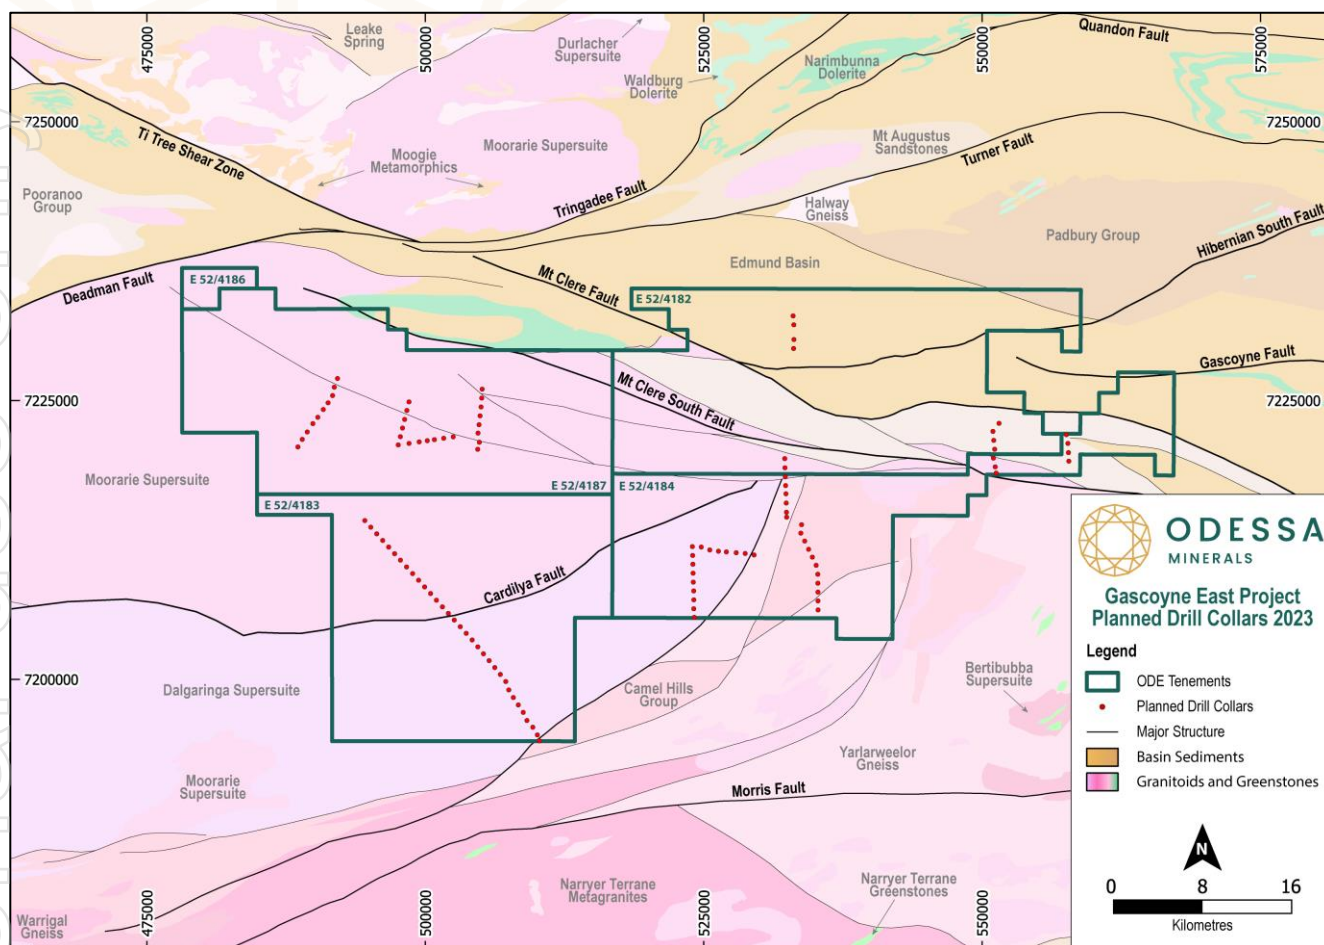 475000
500000
525000
550000
575000
Leake
Spring
Durlacher
Supersuite
Quandon Fault
Waldburg
Dolerite
Narimbunna
Dolerite
7250000
7250000
Ti Tree Shear Zone
Moogie
Metamorphics
Moorarie Supersuite
Mt Augustus
Sandstones
Turner Fault
Pooranoo
Group
Tringadee Fault
Halway
Gneiss
Padbury Group
Hibernian South Fault
Edmund Basin
Deadman Fault
E 52/4186
Mt Clere Fault
E 52/4182
Gascoyne Fault
7225000
7225000
Mt Clere South Fault
Moorarie Supersuite
E 52/4187
E 52/4184
E 52/4183
Cardilya Fault
7200000
Dalgaringa Supersuite
Camel Hills
Group
Bertibubba
Supersuite
Yarlarweelor
Gneiss
Moorarie
Supersuite
Morris Fault
Narryer Terrane
Metagranites
Narryer Terrane
Greenstones
Warrigal
Gneiss
475000
500000
525000
550000
ODESSA
MINERALS
Gascoyne East Project
Planned Drill Collars 2023
Legend
ODE Tenements
Planned Drill Collars
Major Structure
Basin Sediments
Granitoids and Greenstones
N
0 8 16
Kilometres